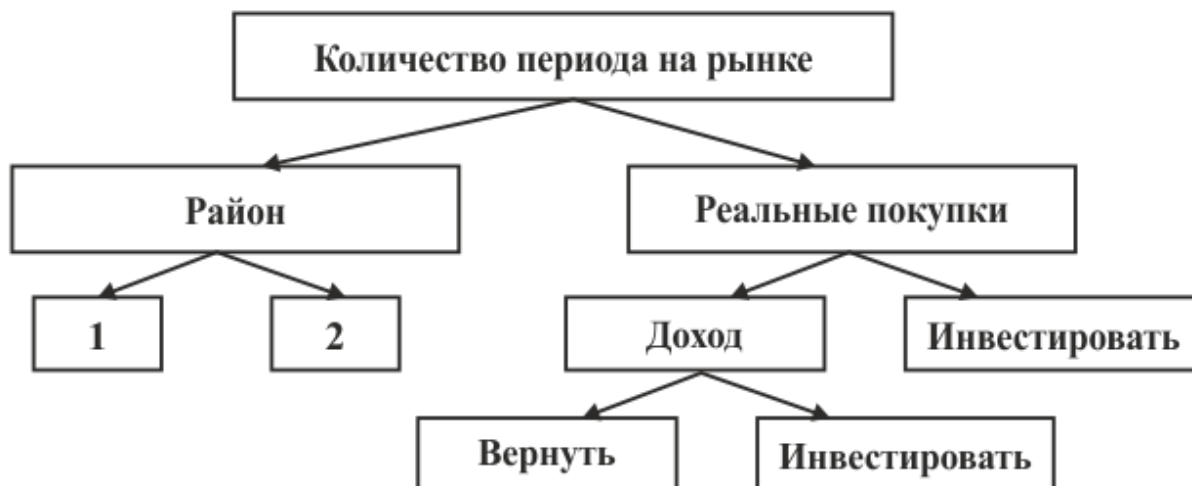 Количество периода на рынке
Район
Реальные покупки
1
2
Доход
Инвестировать
Вернуть
Инвестировать